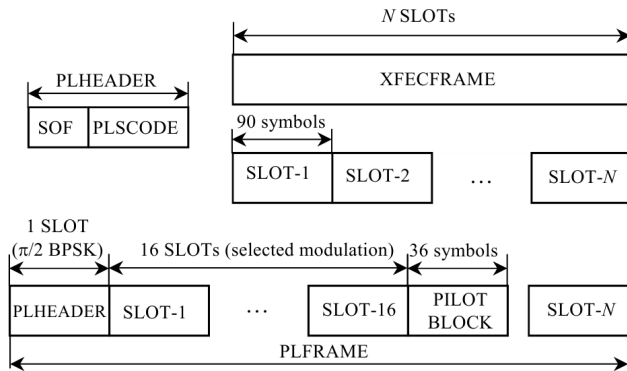 N SLOTs
PLHEADER
XFECFRAME
SOF PLSCODE
90 symbols
SLOT-1 SLOT-2 … SLOT-N
1 SLOT
(π/2 BPSK)
16 SLOTs (selected modulation)
36 symbols
PLHEADER SLOT-1 … SLOT-16 PILOT BLOCK SLOT-N
PLFRAME